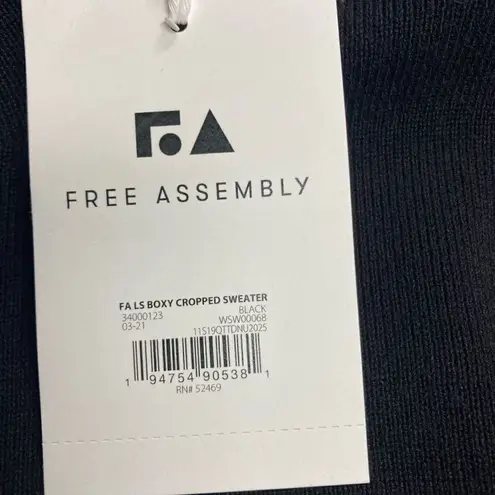 FREE ASSEMBLY
FA LS BOXY CROPPED SWEATER
34000123 BLACK
03-21 WSW00068
11S19QTTDNU2025
1 94754 90538 1
RN# 52469